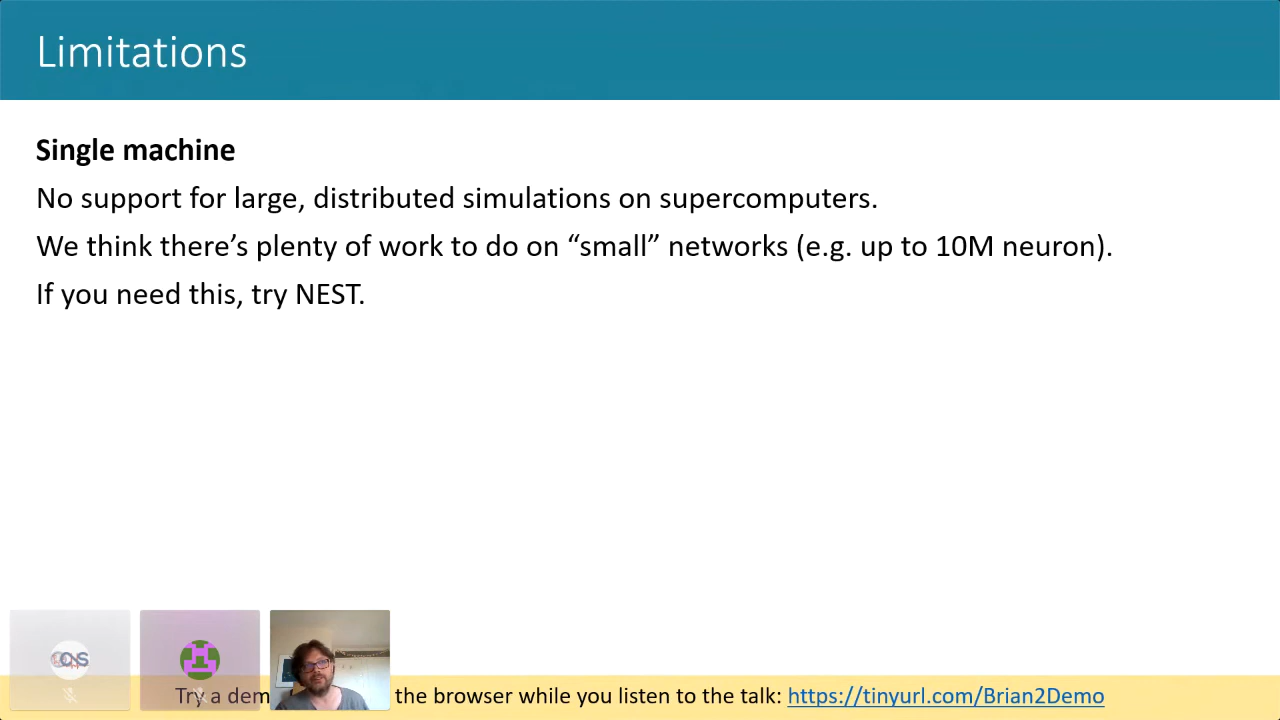 Limitations
Single machine
No support for large, distributed simulations on supercomputers.
We think there's plenty of work to do on “small” networks (e.g. up to 10M neuron).
If you need this, try NEST.
Try a dem the browser while you listen to the talk: https://tinyurl.com/Brian2Demo